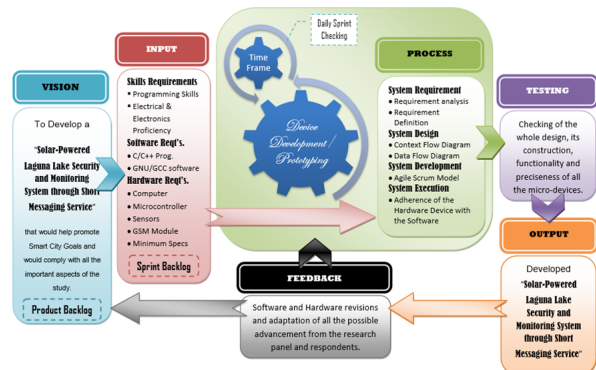 VISION
To Develop a
"Solar-Powered
Laguna Lake Security
and Monitoring
System through Short
Messaging Service"
that would help promote
Smart City Goals and
would comply with all the
important aspects of the
study.
Product Backlog
INPUT
Skills Requirements
• Programming Skills
• Electrical &
Electronics
Proficiency
Software Reqt's.
• C/C++ Prog.
• GNU/GCC software
Hardware Reqt's.
• Computer
• Microcontroller
• Sensors
• GSM Module
• Minimum Specs
Sprint Backlog
Daily Sprint
Checking
Time
Frame
Device
Development/
Prototyping
PROCESS
System Requirement
• Requirement analysis
• Requirement
Definition
System Design
• Context Flow Diagram
• Data Flow Diagram
System Development
• Agile Scrum Model
System Execution
• Adherence of the
Hardware Device with
the Software
TESTING
Checking of the
whole design, its
construction,
functionality and
preciseness of all
the micro-devices.
OUTPUT
Developed
"Solar-Powered
Laguna Lake
Security and
Monitoring System
through Short
Messaging Service"
FEEDBACK
Software and Hardware revisions
and adaptation of all the possible
advancement from the research
panel and respondents.